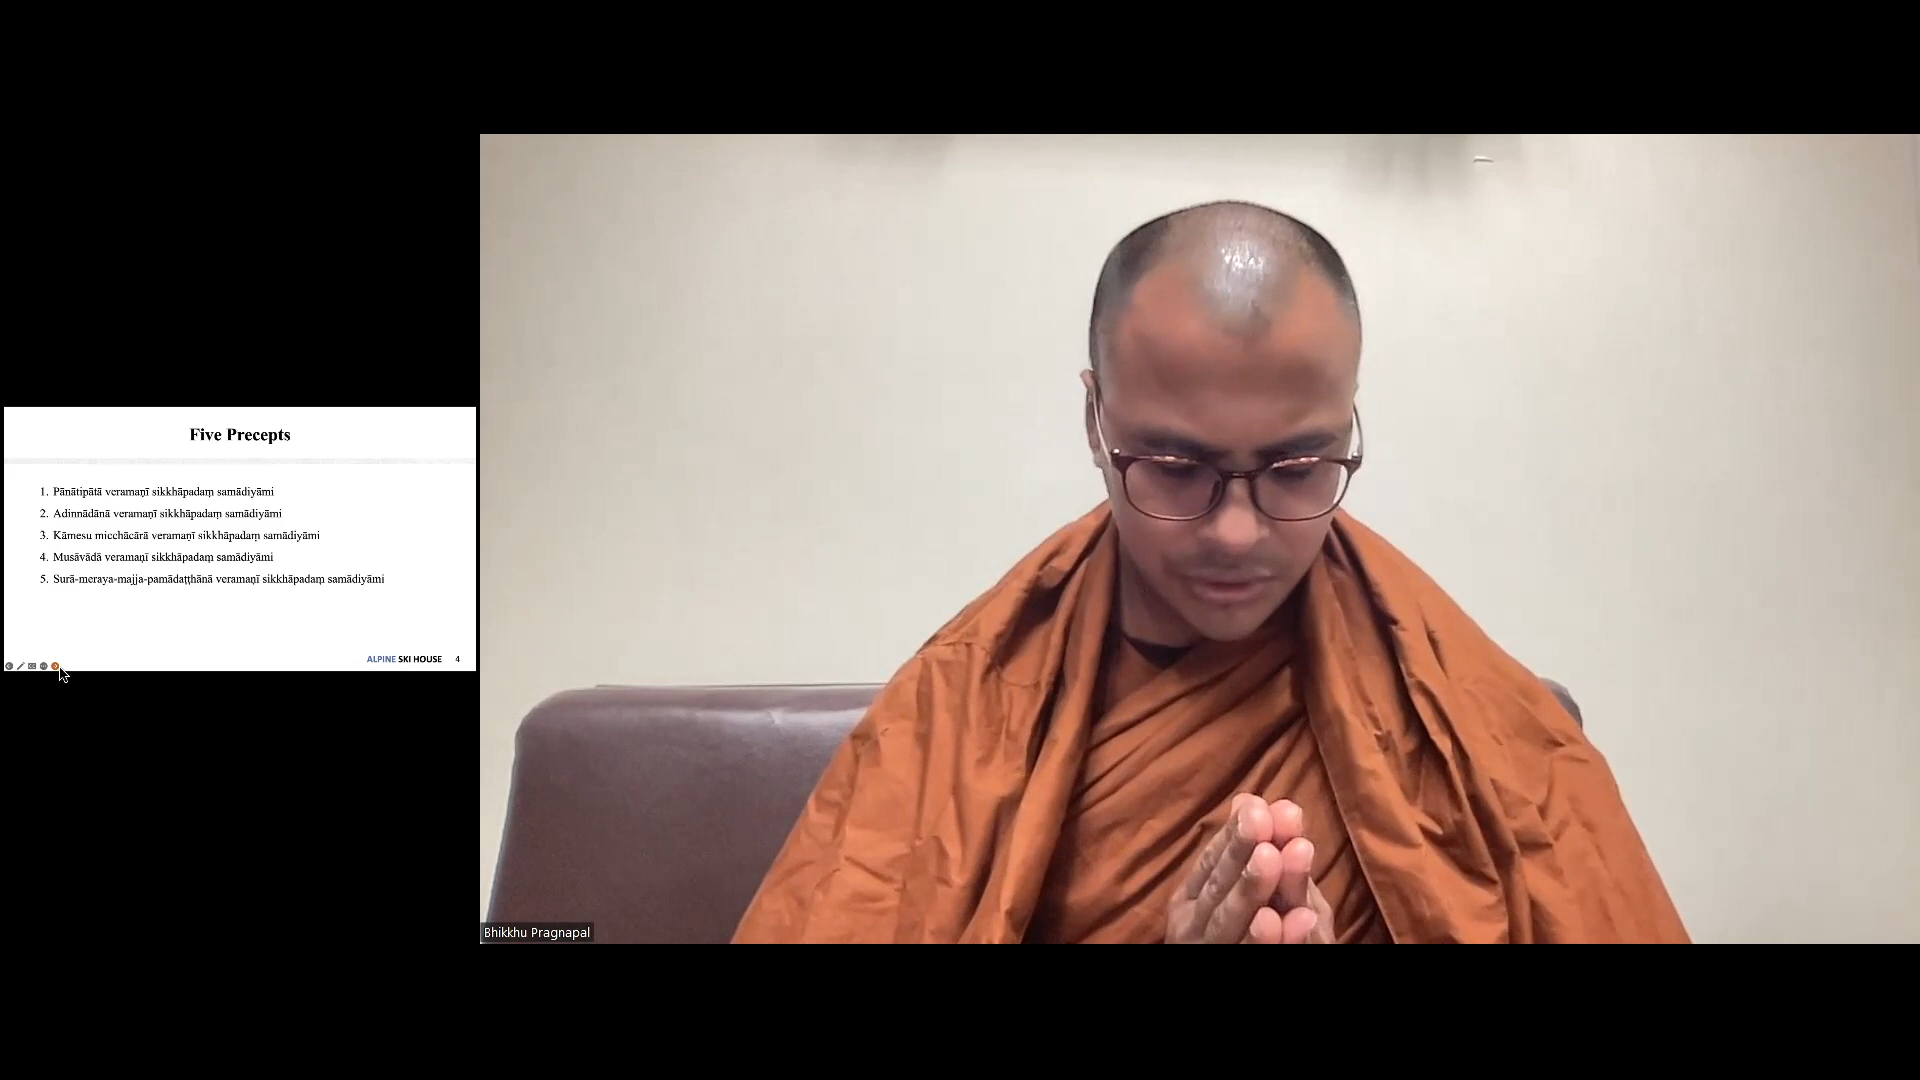 Five Precepts
1. Pānātipātā veramaṇī sikkhāpadaṃ samādiyāmi
2. Adinnādānā veramaṇī sikkhāpadaṃ samādiyāmi
3. Kāmesu micchācārā veramaṇī sikkhāpadaṃ samādiyāmi
4. Musāvādā veramaṇī sikkhāpadaṃ samādiyāmi
5. Surā-meraya-majja-pamādaṭṭhānā veramaṇī sikkhāpadaṃ samādiyāmi
ALPINE SKI HOUSE 4
Bhikkhu Pragnapal